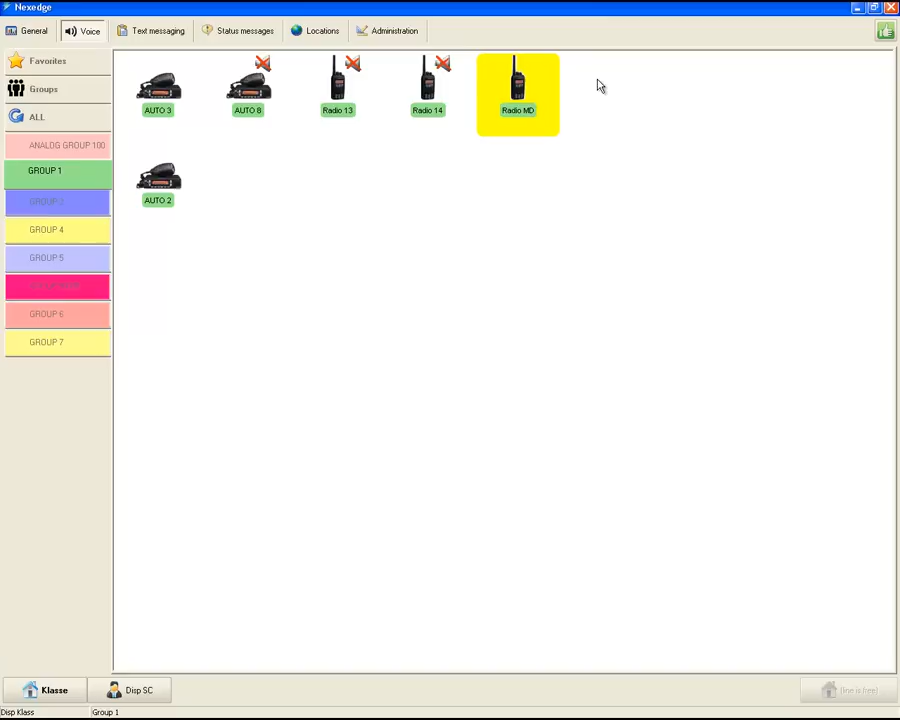 Nexedge
General
Voice
Text messaging
Status messages
Locations
Administration
Favorites
Groups
ALL
ANALOG GROUP 100
GROUP 1
GROUP 4
GROUP 5
GROUP 6
GROUP 7
AUTO 3
AUTO 8
Radio 13
Radio 14
Radio MD
AUTO 2
Klasse
Disp SC
(line is free)
Disp Klass
Group 1